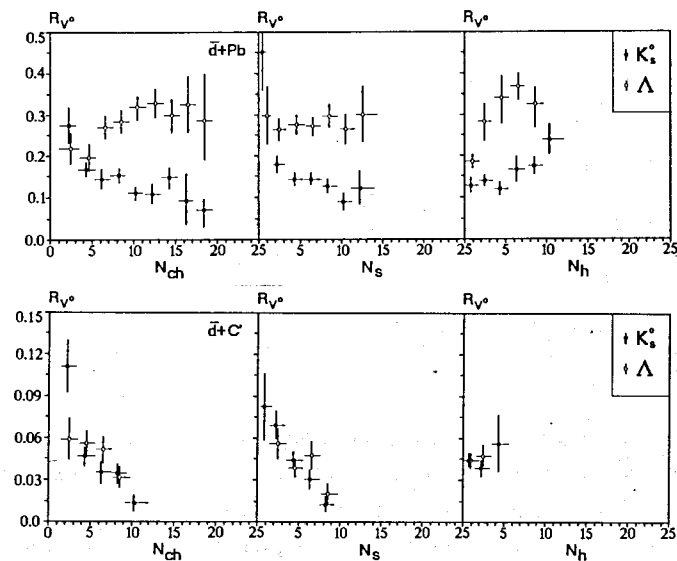 R_V° R_V° R_V°
0.5 d̄+Pb K_s°
0.4 Λ
0.3
0.2
0.1
0.0
0 5 10 15 20 25 5 10 15 20 25 5 10 15 20 25
N_ch N_s N_h
R_V° R_V° R_V°
0.15 d̄+C K_s°
0.12 Λ
0.09
0.06
0.03
0.0
0 5 10 15 20 25 5 10 15 20 25 5 10 15 20 25
N_ch N_s N_h